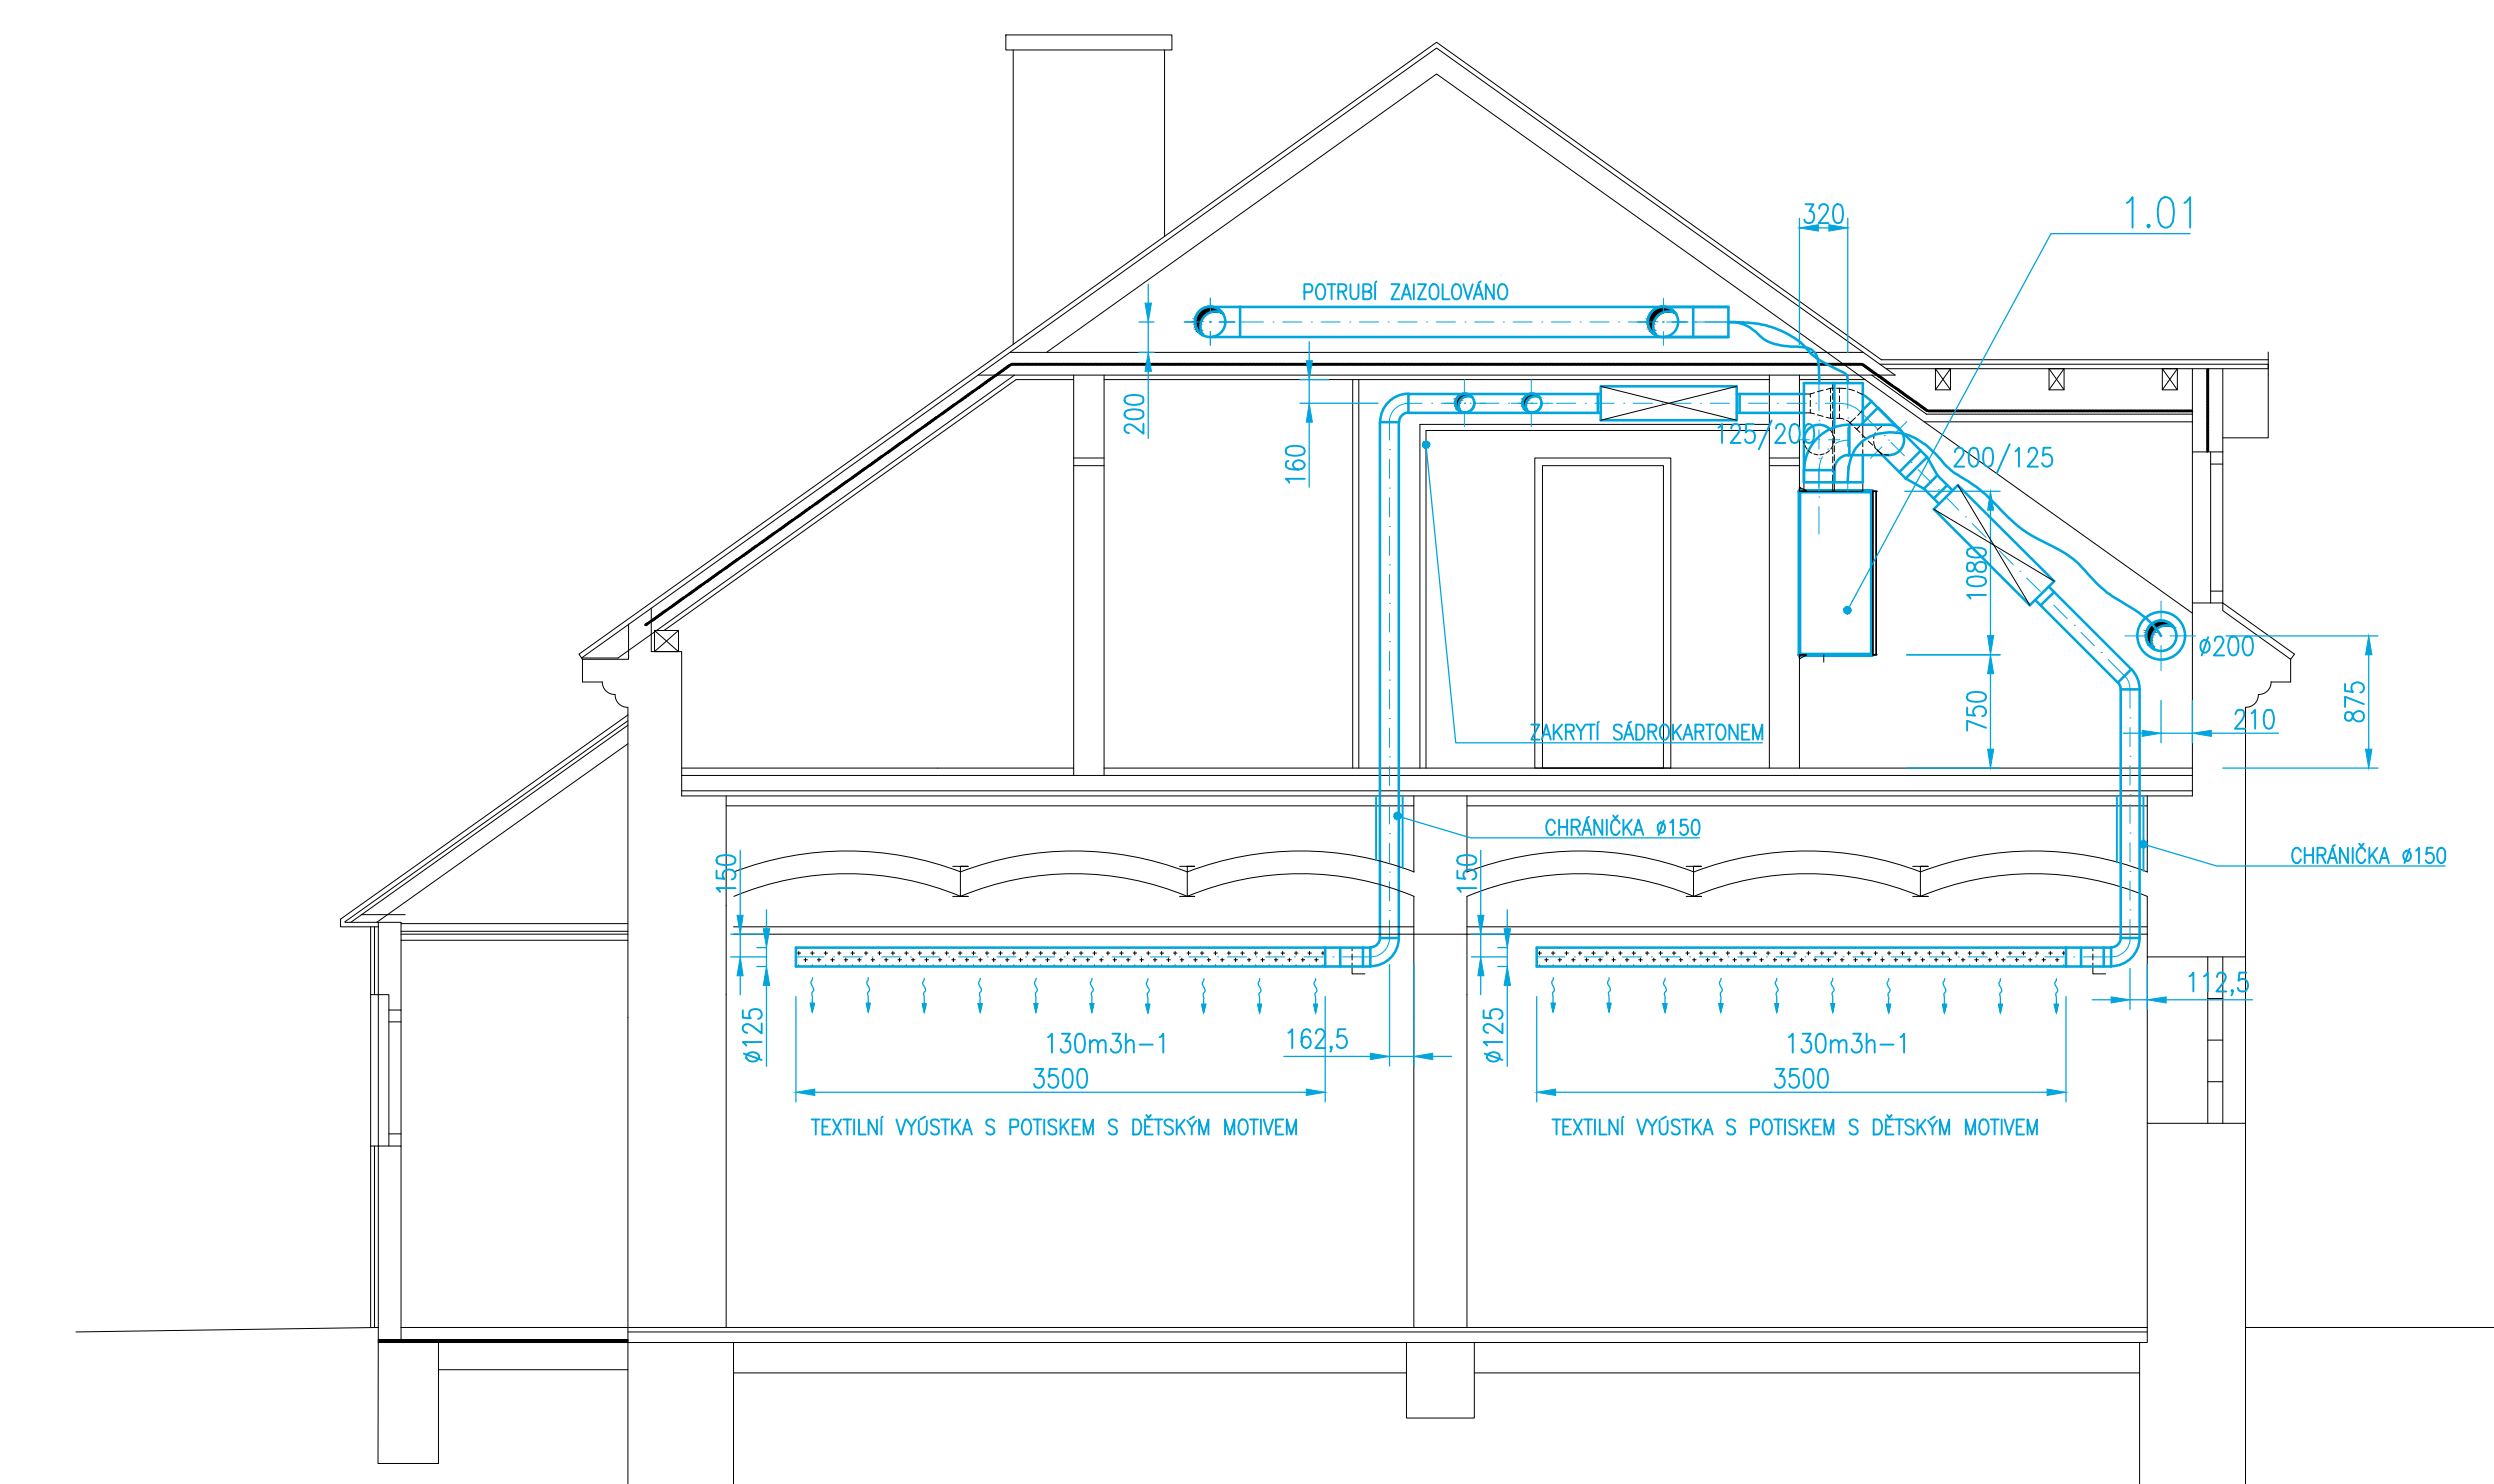 1.01
320
POTRUBÍ ZAIZOLOVÁNO
200
160
125/200
200/125
1080
ø200
875
750
210
ZAKRYTÍ SÁDROKARTONEM
CHRÁNIČKA ø150
CHRÁNIČKA ø150
150
150
112,5
ø125
ø125
130m3h-1
162,5
130m3h-1
3500
3500
TEXTILNÍ VYÚSTKA S POTISKEM S DĚTSKÝM MOTIVEM
TEXTILNÍ VYÚSTKA S POTISKEM S DĚTSKÝM MOTIVEM